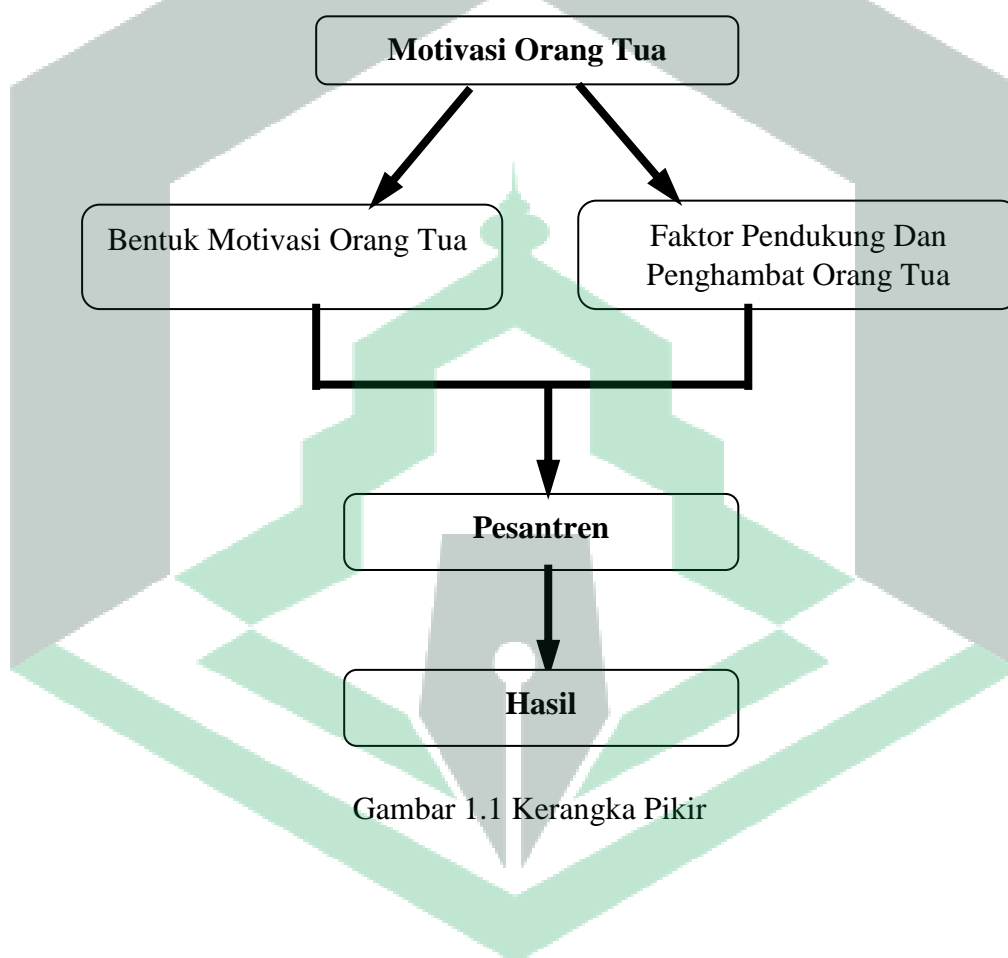 Motivasi Orang Tua
Bentuk Motivasi Orang Tua
Faktor Pendukung Dan
Penghambat Orang Tua
Pesantren
Hasil
Gambar 1.1 Kerangka Pikir